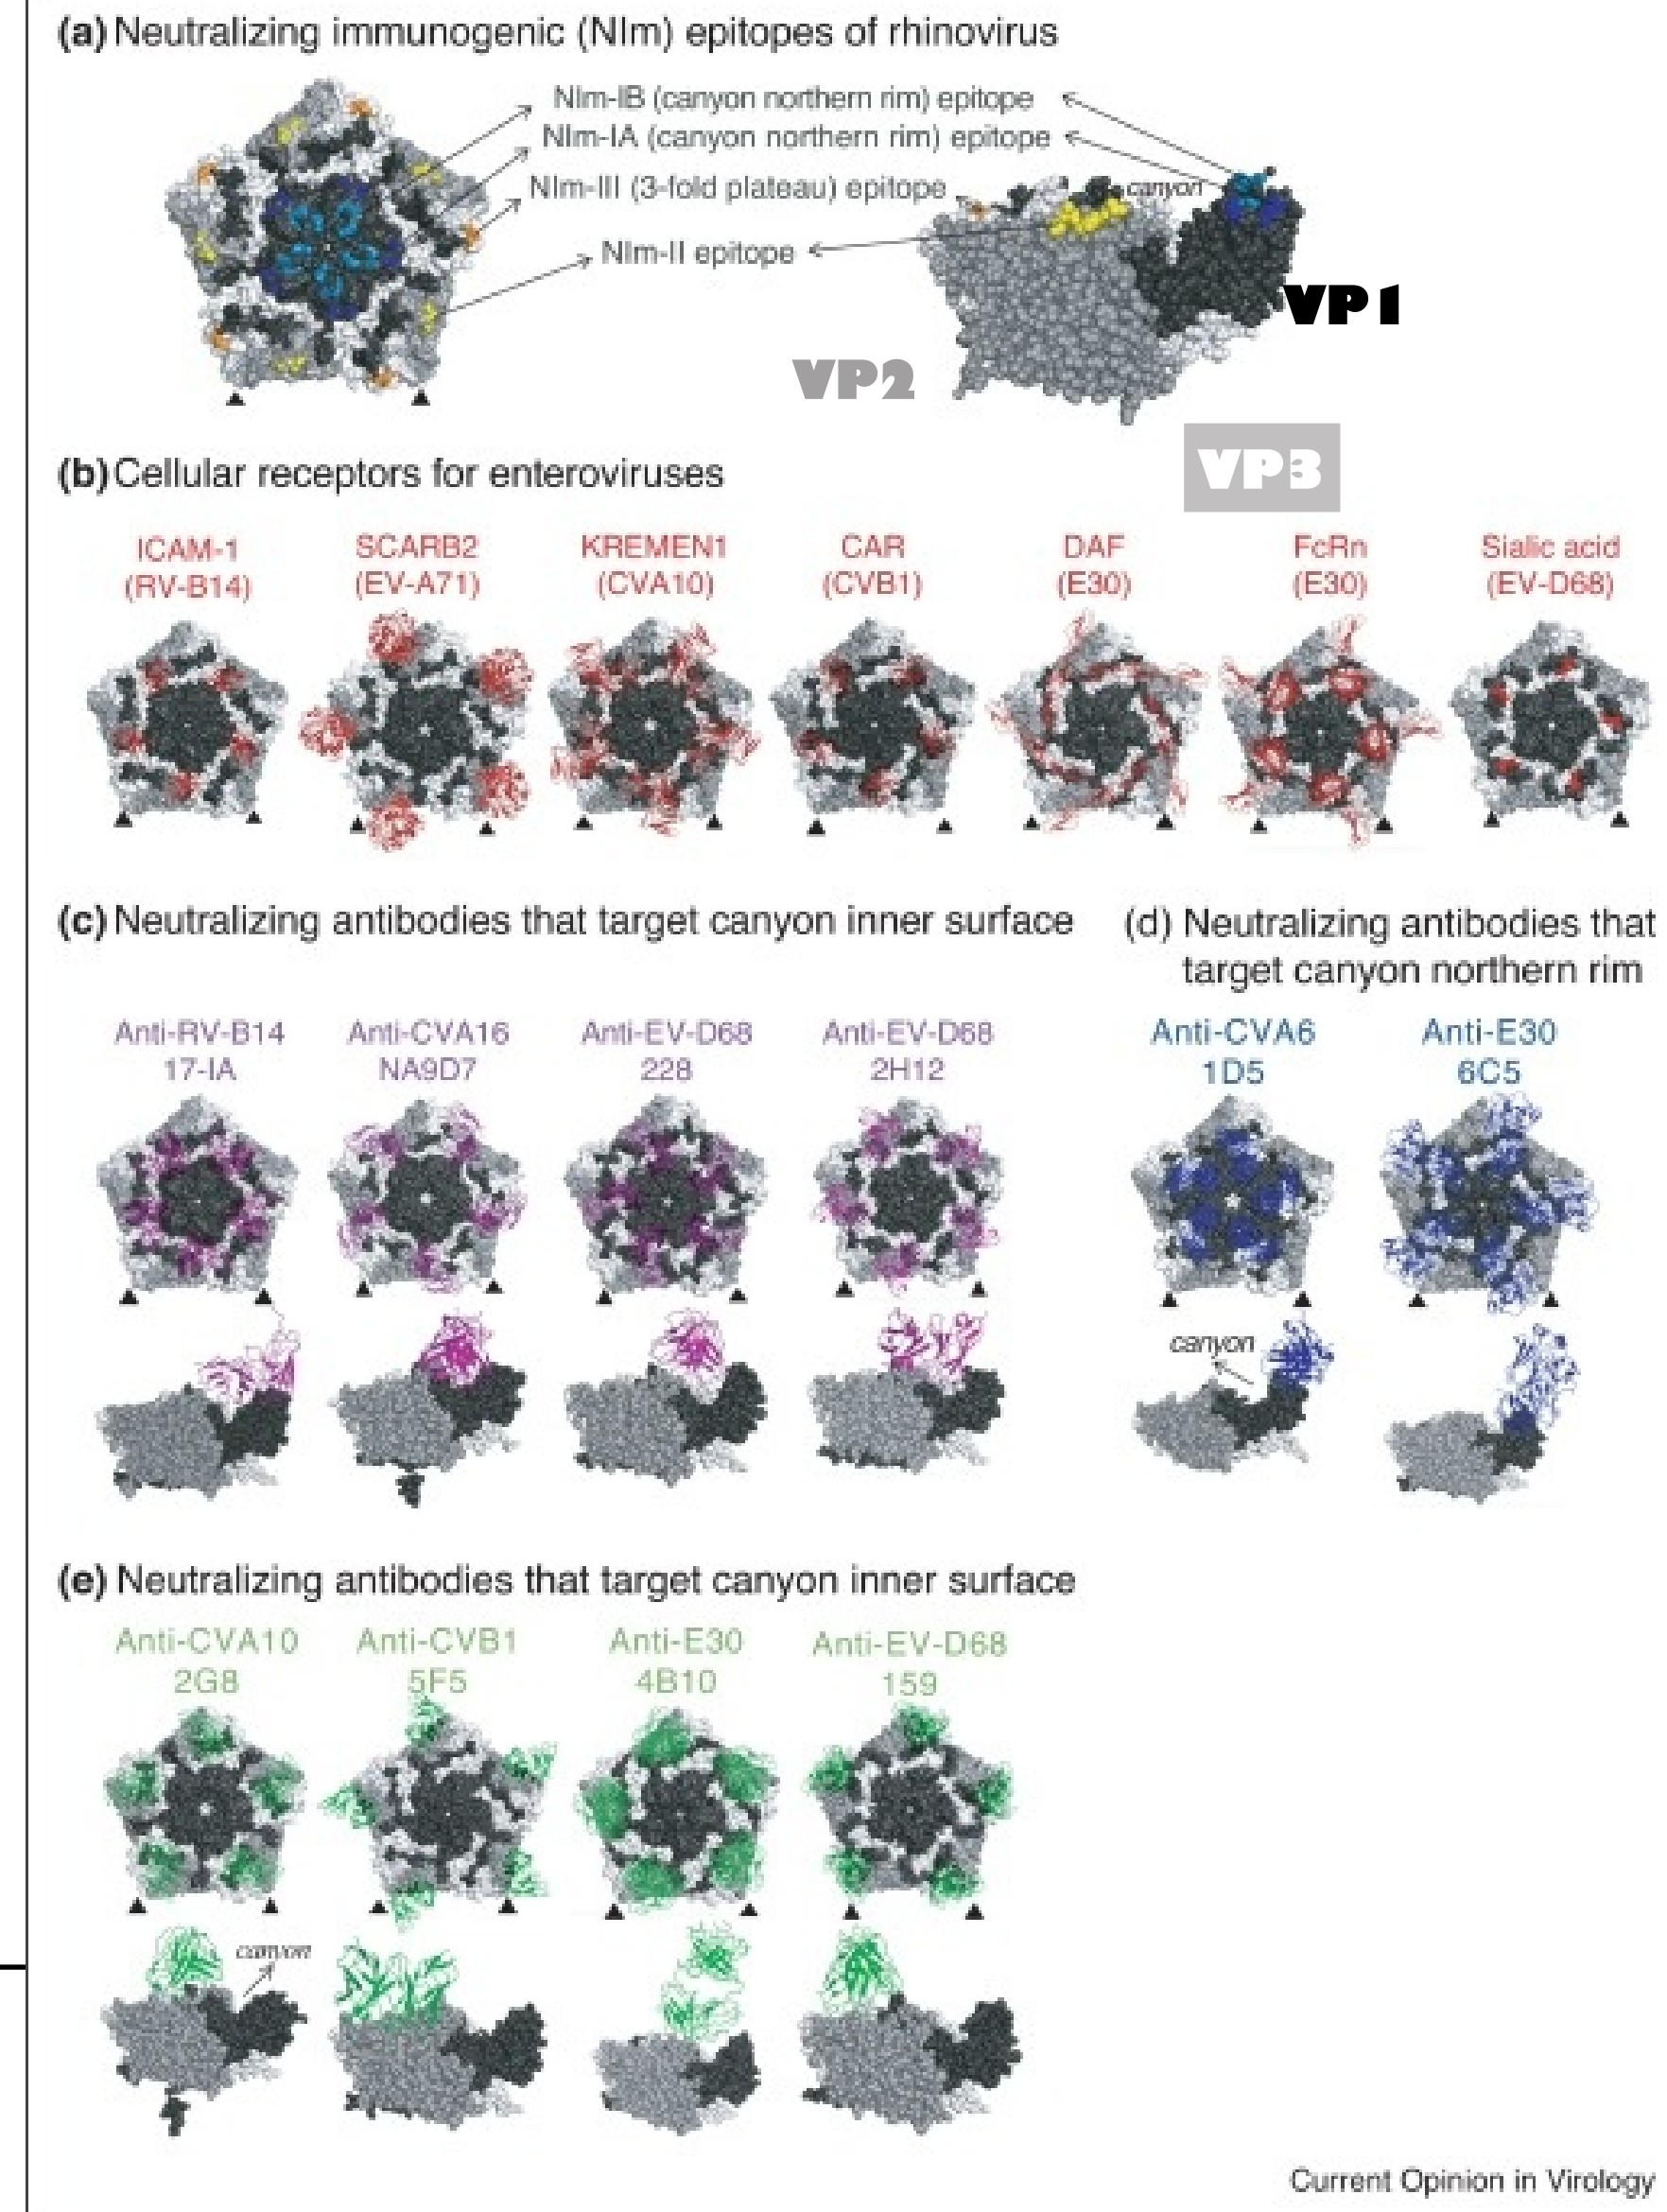 (a) Neutralizing immunogenic (NIm) epitopes of rhinovirus
NIm-IB (canyon northern rim) epitope
NIm-IA (canyon northern rim) epitope
NIm-III (3-fold plateau) epitope
canyon
NIm-II epitope
VP1
VP2
VP3
(b) Cellular receptors for enteroviruses
ICAM-1 (RV-B14)
SCARB2 (EV-A71)
KREMEN1 (CVA10)
CAR (CVB1)
DAF (E30)
FcRn (E30)
Sialic acid (EV-D68)
(c) Neutralizing antibodies that target canyon inner surface
(d) Neutralizing antibodies that
target canyon northern rim
Anti-RV-B14 17-IA
Anti-CVA16 NA9D7
Anti-EV-D68 228
Anti-EV-D68 2H12
Anti-CVA6 1D5
Anti-E30 6C5
canyon
(e) Neutralizing antibodies that target canyon inner surface
Anti-CVA10 2G8
Anti-CVB1 5F5
Anti-E30 4B10
Anti-EV-D68 159
canyon
Current Opinion in Virology